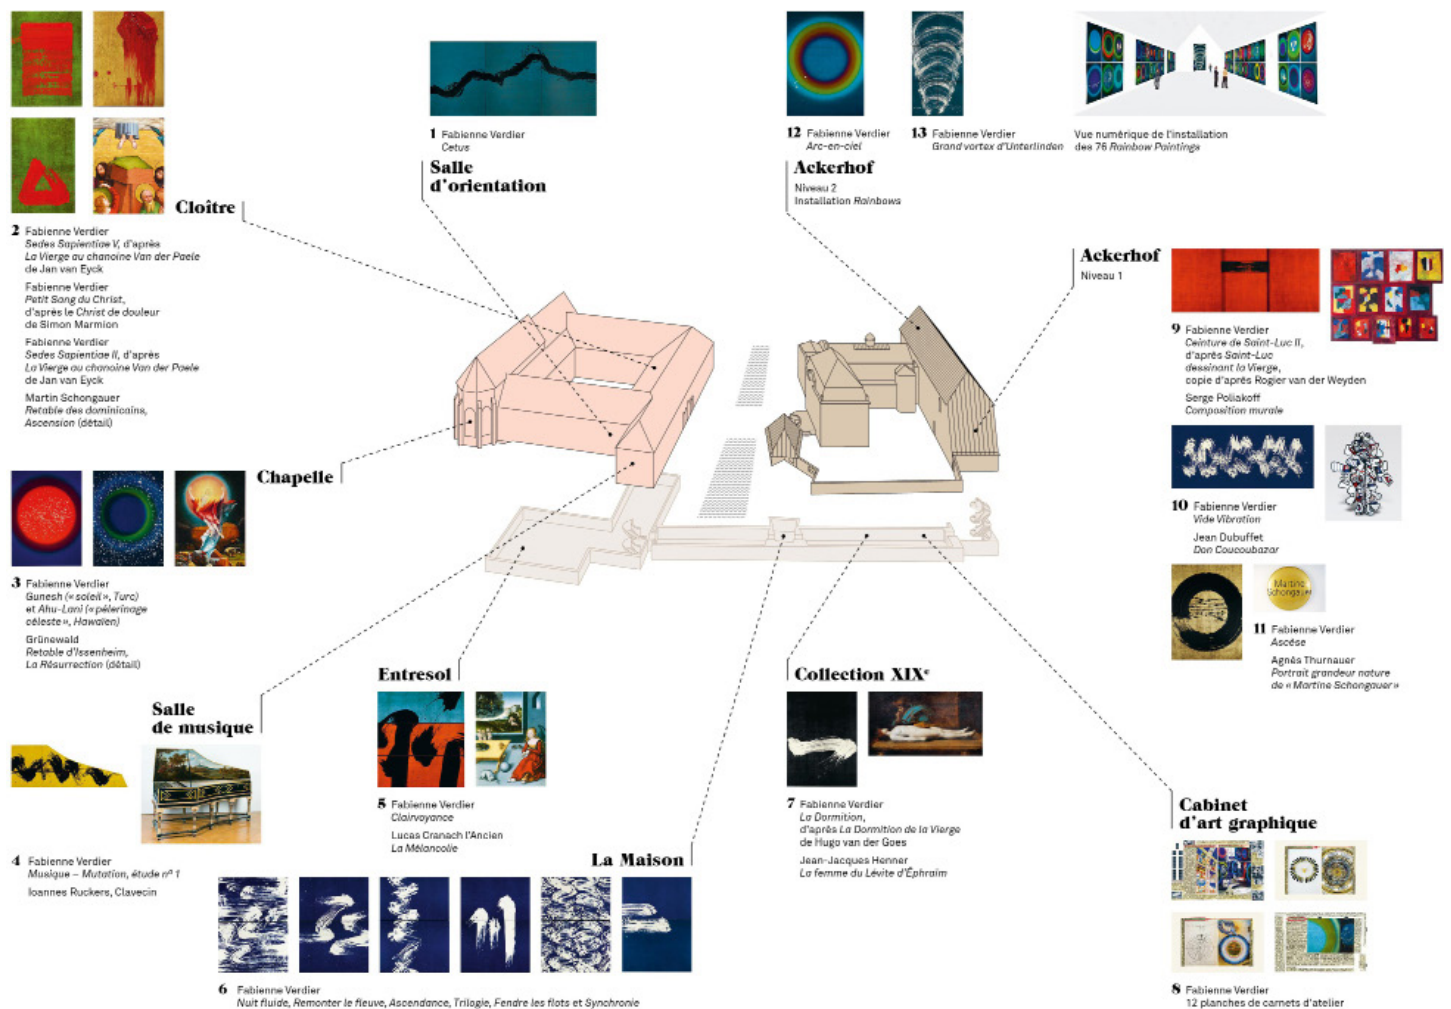 1 Fabienne Verdier
Cetus
Salle
d'orientation
12 Fabienne Verdier
Arc-en-ciel
13 Fabienne Verdier
Grand vortex d'Unterlinden
Vue numérique de l'installation
des 76 Rainbow Paintings
Ackerhof
Niveau 2
Installation Rainbows
Cloître
2 Fabienne Verdier
Sedes Sapientiae V, d'après
La Vierge au chanoine Van der Paele
de Jan van Eyck
Fabienne Verdier
Petit Sang du Christ,
d'après le Christ de douleur
de Simon Marmion
Fabienne Verdier
Sedes Sapientiae II, d'après
La Vierge au chanoine Van der Paele
de Jan van Eyck
Martin Schongauer
Retable des dominicains,
Ascension (détail)
Ackerhof
Niveau 1
9 Fabienne Verdier
Ceinture de Saint-Luc II,
d'après Saint-Luc
dessinant la Vierge,
copie d'après Rogier van der Weyden
Serge Poliakoff
Composition murale
10 Fabienne Verdier
Vide Vibration
Jean Dubuffet
Don Coucoubazar
Martine
Schongauer
11 Fabienne Verdier
Ascèse
Agnès Thurnauer
Portrait grandeur nature
de « Martine Schongauer »
Chapelle
3 Fabienne Verdier
Gunesh (« soleil », Turc)
et Ahu-Lani (« pèlerinage
céleste », Hawaïen)
Grünewald
Retable d'Issenheim,
La Résurrection (détail)
Salle
de musique
4 Fabienne Verdier
Musique – Mutation, étude nº 1
Ioannes Ruckers, Clavecin
Entresol
5 Fabienne Verdier
Clairvoyance
Lucas Cranach l'Ancien
La Mélancolie
La Maison
6 Fabienne Verdier
Nuit fluide, Remonter le fleuve, Ascendance, Trilogie, Fendre les flots et Synchronie
Collection XIXe
7 Fabienne Verdier
La Dormition,
d'après La Dormition de la Vierge
de Hugo van der Goes
Jean-Jacques Henner
La femme du Lévite d'Éphraïm
Cabinet
d'art graphique
8 Fabienne Verdier
12 planches de carnets d'atelier